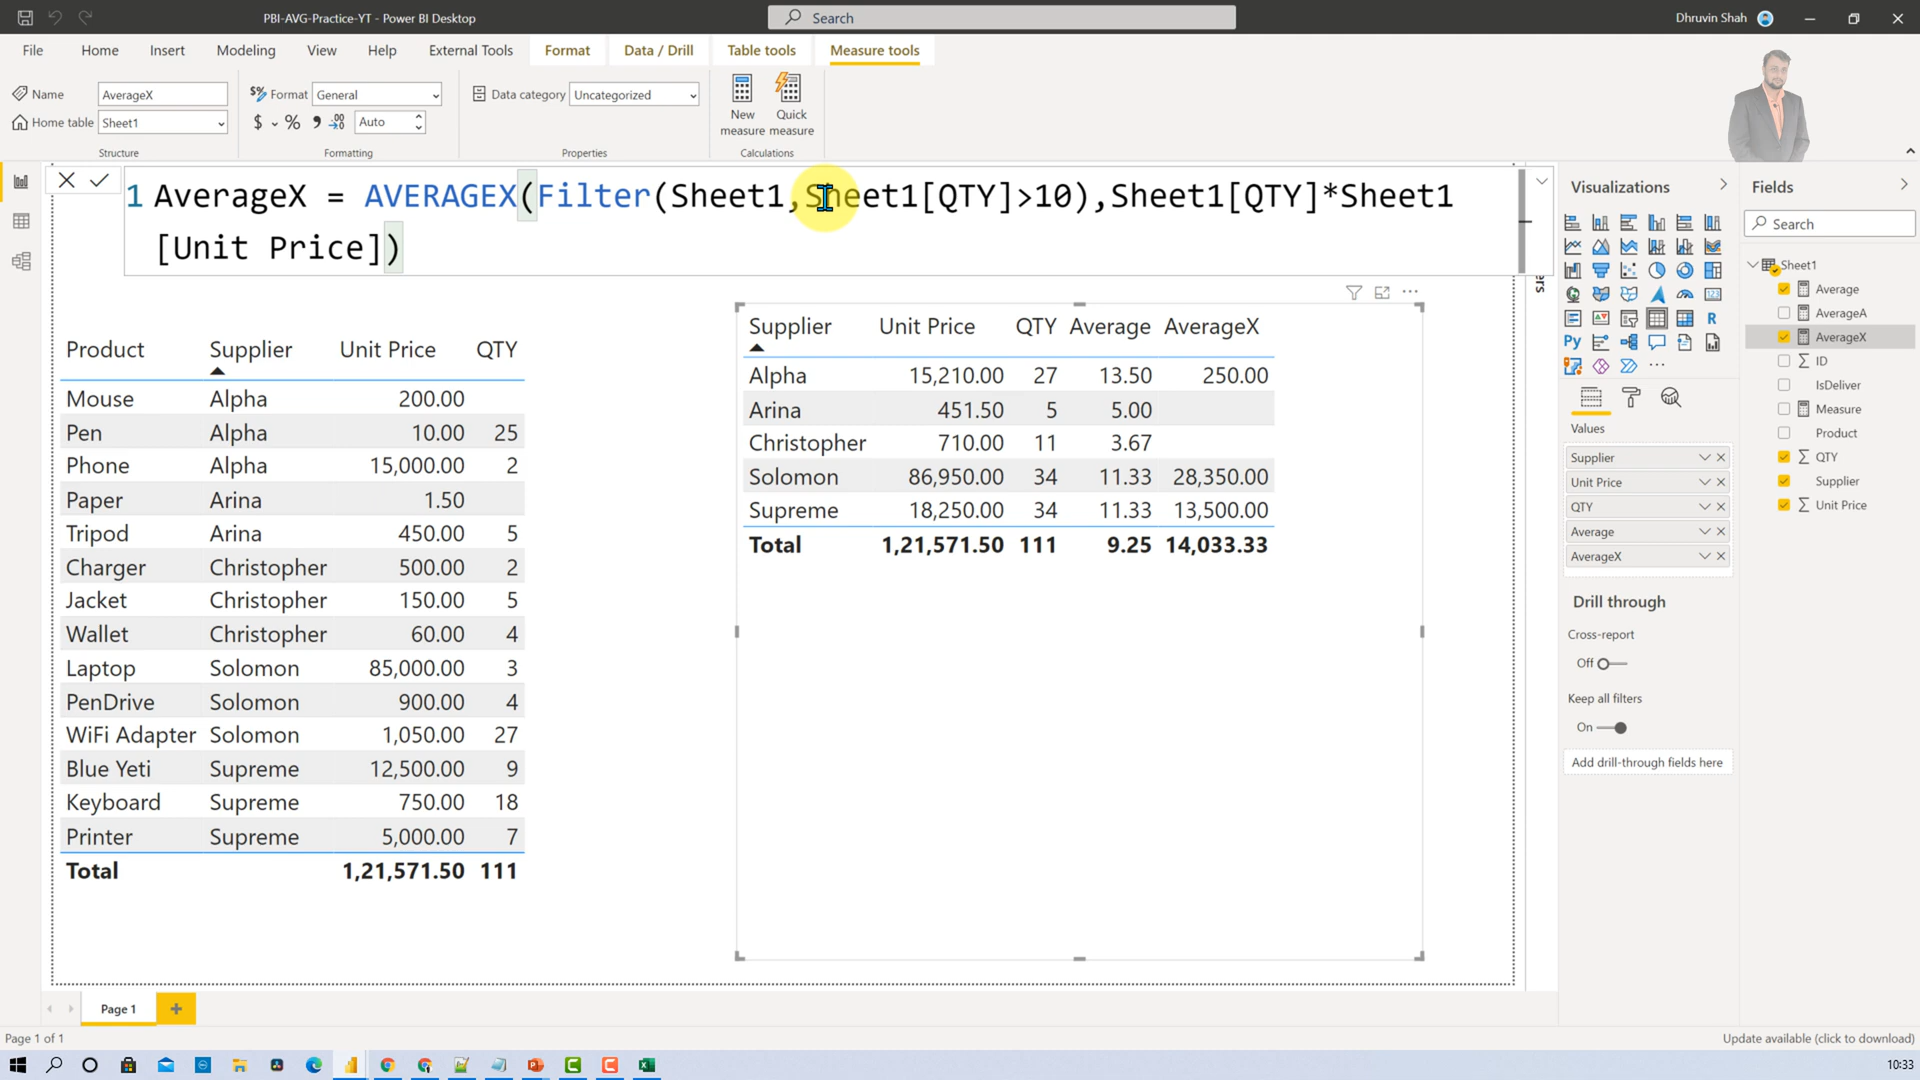 PBI-AVG-Practice-YT - Power BI Desktop
Search
Dhruvin Shah
File Home Insert Modeling View Help External Tools Format Data / Drill Table tools Measure tools
Name AverageX
Home table Sheet1
Structure
Format General
$ % Auto
Formatting
Data category Uncategorized
Properties
New measure
Quick measure
Calculations
1 AverageX = AVERAGEX(Filter(Sheet1,Sheet1[QTY]>10),Sheet1[QTY]*Sheet1
[Unit Price])
Product Supplier Unit Price QTY
Mouse Alpha 200.00
Pen Alpha 10.00 25
Phone Alpha 15,000.00 2
Paper Arina 1.50
Tripod Arina 450.00 5
Charger Christopher 500.00 2
Jacket Christopher 150.00 5
Wallet Christopher 60.00 4
Laptop Solomon 85,000.00 3
PenDrive Solomon 900.00 4
WiFi Adapter Solomon 1,050.00 27
Blue Yeti Supreme 12,500.00 9
Keyboard Supreme 750.00 18
Printer Supreme 5,000.00 7
Total 1,21,571.50 111
Supplier Unit Price QTY Average AverageX
Alpha 15,210.00 27 13.50 250.00
Arina 451.50 5 5.00
Christopher 710.00 11 3.67
Solomon 86,950.00 34 11.33 28,350.00
Supreme 18,250.00 34 11.33 13,500.00
Total 1,21,571.50 111 9.25 14,033.33
Visualizations
R
Py
Values
Supplier
Unit Price
QTY
Average
AverageX
Drill through
Cross-report
Off
Keep all filters
On
Add drill-through fields here
Fields
Search
Sheet1
Average
AverageA
AverageX
ID
IsDeliver
Measure
Product
QTY
Supplier
Unit Price
Page 1
Page 1 of 1
Update available (click to download)
10:33